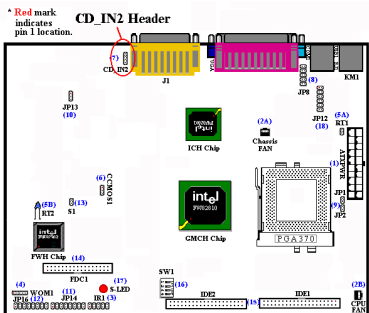 * Red mark
indicates
pin 1 location.
CD_IN2 Header
(7)
CD_IN2
J1
KM1
(8)
JP8
JP13
(10)
JP12
(18)
(5A)
RT1
(2A)
Chassis
FAN
ICH Chip
(1)
ATXPWR
(6)
CCMOS1
intel
FW82810
GMCH Chip
JP1
(9)
JP2
(5B)
RT2
(13)
S1
intel
FWH Chip
PGA370
(14)
FDC1
(17)
S-LED
SW1
(16)
(4)
WOM1
JP16
(12)
(11)
JP14
IR1
(3)
IDE2
(15)
IDE1
(2B)
CPU
FAN